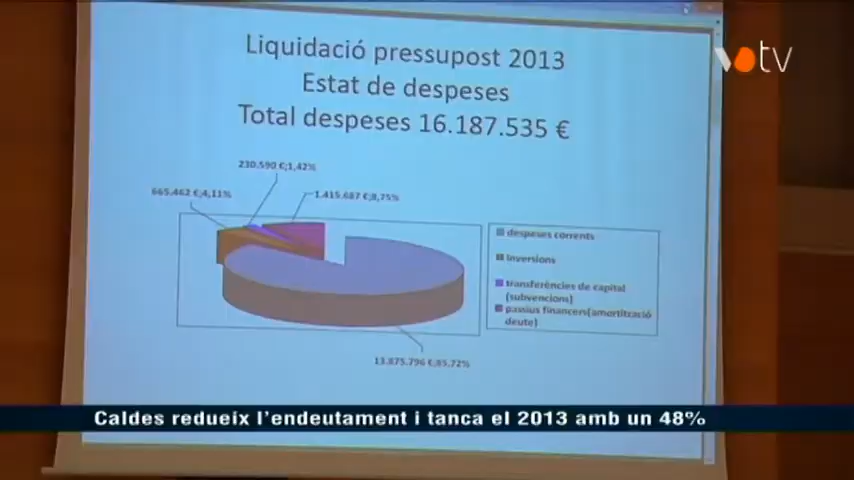 Liquidació pressupost 2013
votv
Estat de despeses
Total despeses 16.187.535 €
230.590 €;1,42%
665.462 €;4,11%
1.415.687 €;8,75%
despeses corrents
inversions
transferències de capital
(subvencions)
passius financers(amortització
deute)
13.875.796 €;85,72%
Caldes redueix l'endeutament i tanca el 2013 amb un 48%